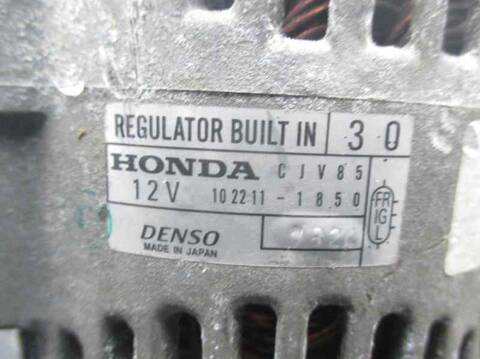 REGULATOR BUILT IN 30
HONDA CJV85
12V 102211-1850
FR
IG
L
DENSO
MADE IN JAPAN